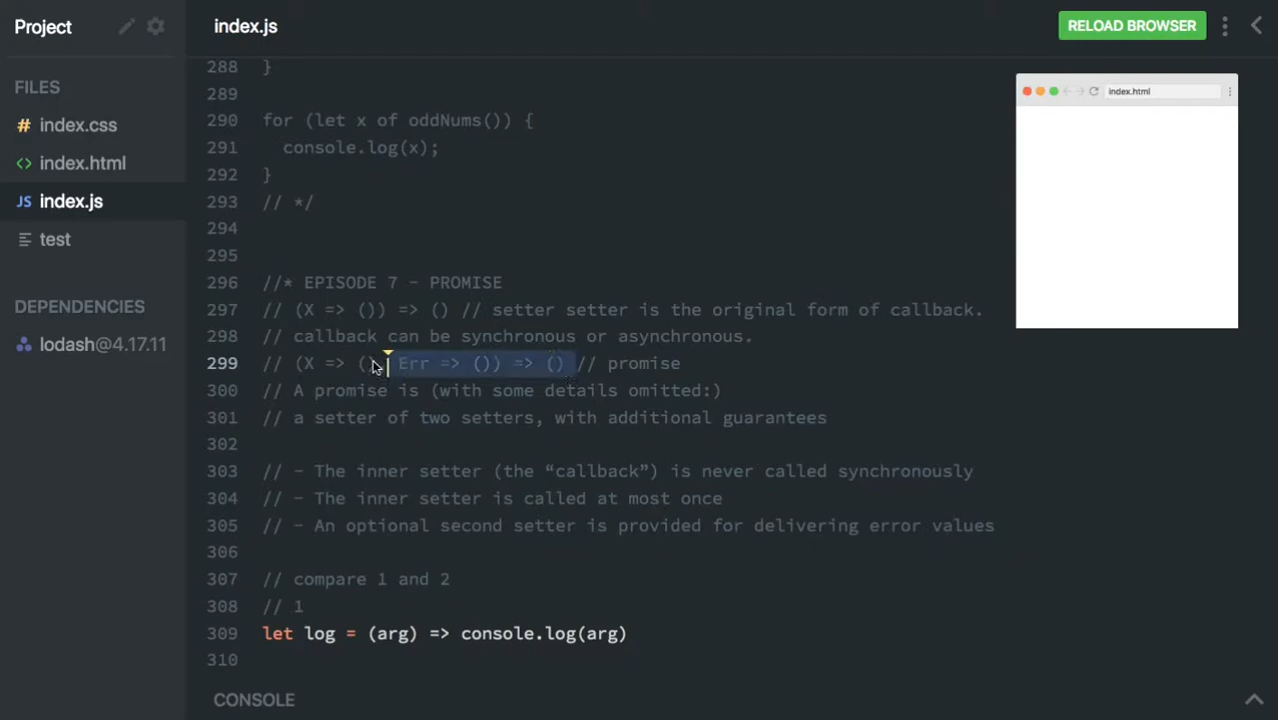 Project
index.js
RELOAD BROWSER
FILES
index.css
index.html
JS index.js
test
DEPENDENCIES
lodash@4.17.11
288 }
289
290 for (let x of oddNums()) {
291 console.log(x);
292 }
293 // */
294
295
296 //* EPISODE 7 - PROMISE
297 // (X => ()) => () // setter setter is the original form of callback.
298 // callback can be synchronous or asynchronous.
299 // (X => (), Err => ()) => () // promise
300 // A promise is (with some details omitted:)
301 // a setter of two setters, with additional guarantees
302
303 // - The inner setter (the “callback”) is never called synchronously
304 // - The inner setter is called at most once
305 // - An optional second setter is provided for delivering error values
306
307 // compare 1 and 2
308 // 1
309 let log = (arg) => console.log(arg)
310
index.html
CONSOLE